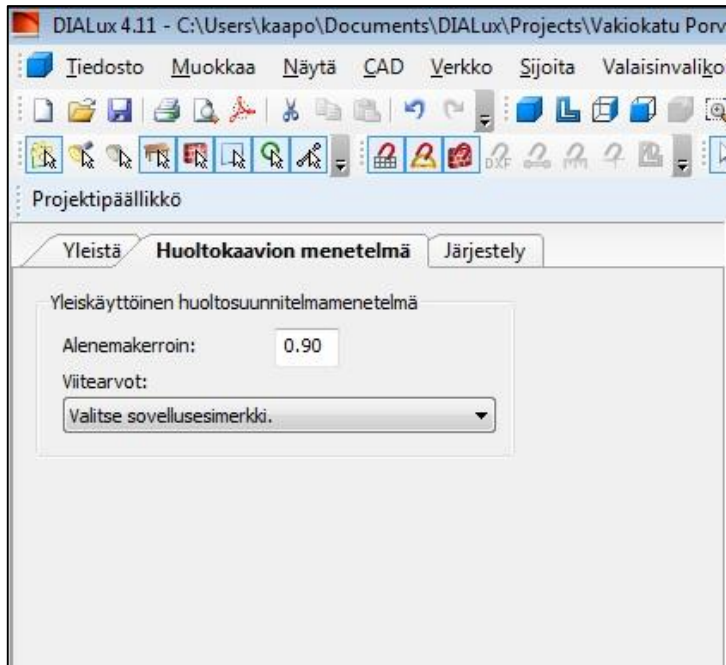 DIALux 4.11 - C:\Users\kaapo\Documents\DIALux\Projects\Vakiokatu Porv
Tiedosto Muokkaa Näytä CAD Verkko Sijoita Valaisinvaliko
DXF
Projektipäällikkö
Yleistä Huoltokaavion menetelmä Järjestely
Yleiskäyttöinen huoltosuunnitelmamenetelmä
Alenemakerroin: 0.90
Viitearvot:
Valitse sovellusesimerkki.